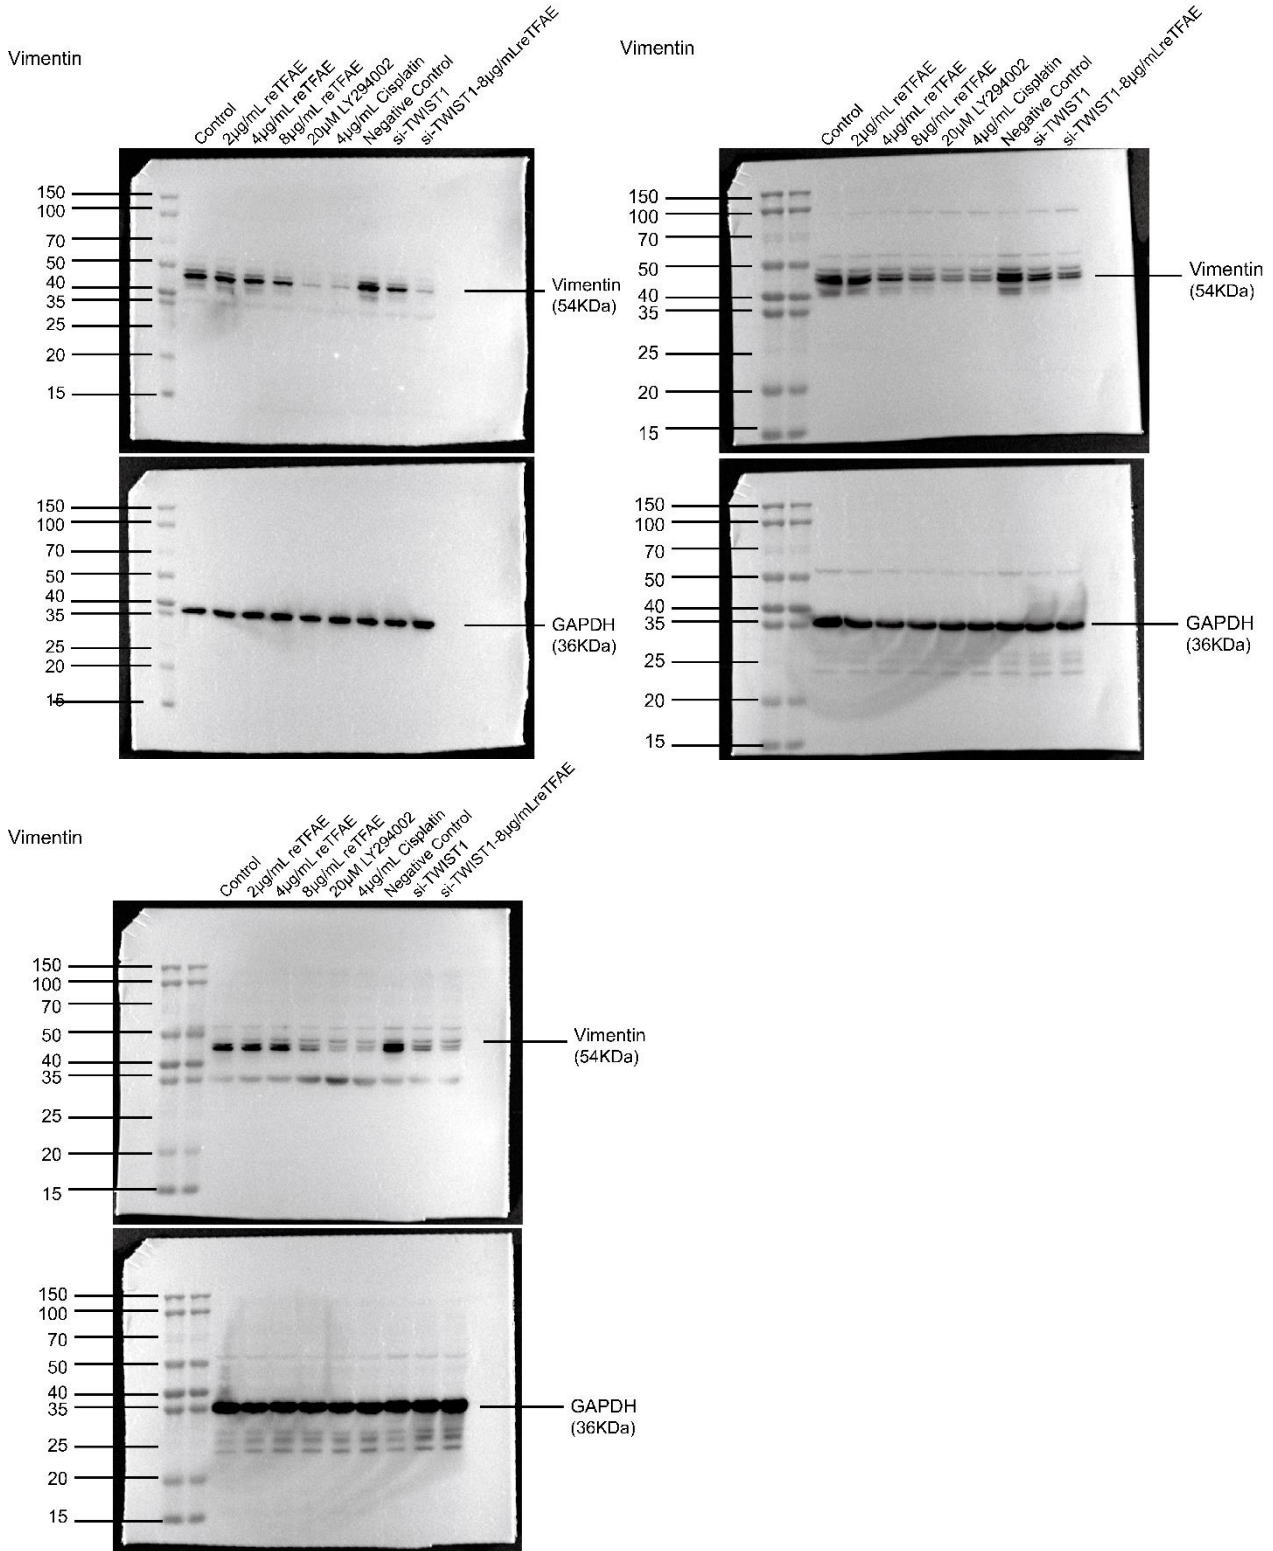 Vimentin
Control
2µg/mL reTFAE
4µg/mL reTFAE
8µg/mL reTFAE
20µM LY294002
4µg/mL Cisplatin
Negative Control
si-TWIST1
si-TWIST1-8µg/mLreTFAE
150
100
70
50
40
35
25
20
15
Vimentin
(54KDa)
150
100
70
50
40
35
25
20
15
GAPDH
(36KDa)
Vimentin
Control
2µg/mL reTFAE
4µg/mL reTFAE
8µg/mL reTFAE
20µM LY294002
4µg/mL Cisplatin
Negative Control
si-TWIST1
si-TWIST1-8µg/mLreTFAE
150
100
70
50
40
35
25
20
15
Vimentin
(54KDa)
150
100
70
50
40
35
25
20
15
GAPDH
(36KDa)
Vimentin
Control
2µg/mL reTFAE
4µg/mL reTFAE
8µg/mL reTFAE
20µM LY294002
4µg/mL Cisplatin
Negative Control
si-TWIST1
si-TWIST1-8µg/mLreTFAE
150
100
70
50
40
35
25
20
15
Vimentin
(54KDa)
150
100
70
50
40
35
25
20
15
GAPDH
(36KDa)